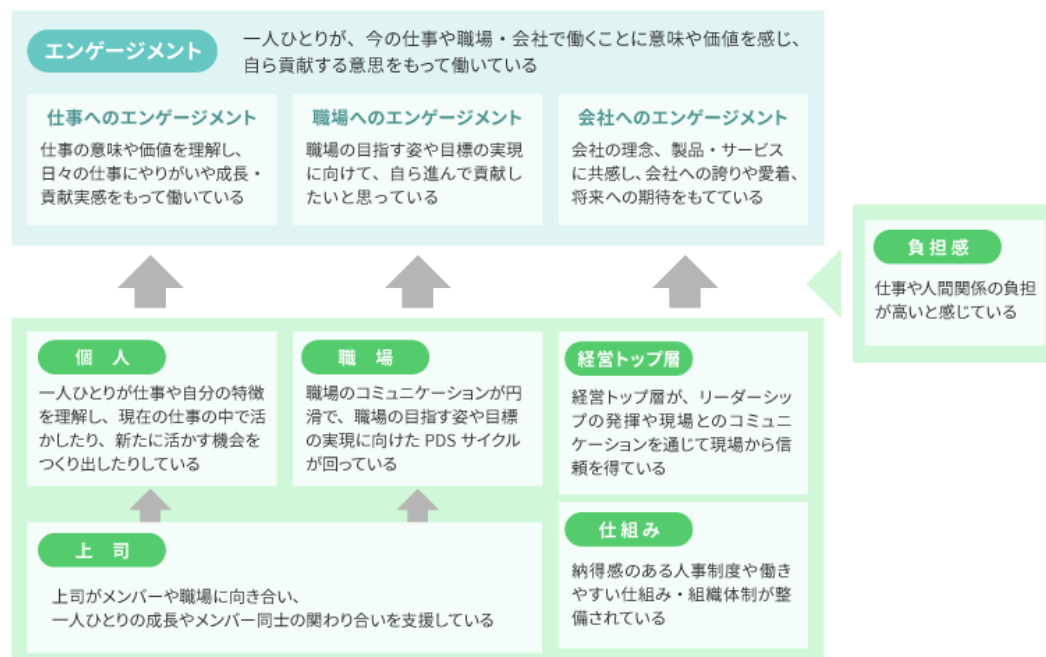 エンゲージメント
一人ひとりが、今の仕事や職場・会社で働くことに意味や価値を感じ、
自ら貢献する意思をもって働いている
仕事へのエンゲージメント
仕事の意味や価値を理解し、
日々の仕事にやりがいや成長・
貢献実感をもって働いている
職場へのエンゲージメント
職場の目指す姿や目標の実現
に向けて、自ら進んで貢献し
たいと思っている
会社へのエンゲージメント
会社の理念、製品・サービス
に共感し、会社への誇りや愛着、
将来への期待をもてている
負担感
仕事や人間関係の負担
が高いと感じている
個 人
一人ひとりが仕事や自分の特徴
を理解し、現在の仕事の中で活
かしたり、新たに活かす機会を
つくり出したりしている
職 場
職場のコミュニケーションが円
滑で、職場の目指す姿や目標
の実現に向けた PDS サイクル
が回っている
経営トップ層
経営トップ層が、リーダーシッ
プの発揮や現場とのコミュニ
ケーションを通じて現場から信
頼を得ている
上 司
上司がメンバーや職場に向き合い、
一人ひとりの成長やメンバー同士の関わり合いを支援している
仕組み
納得感のある人事制度や働き
やすい仕組み・組織体制が整
備されている